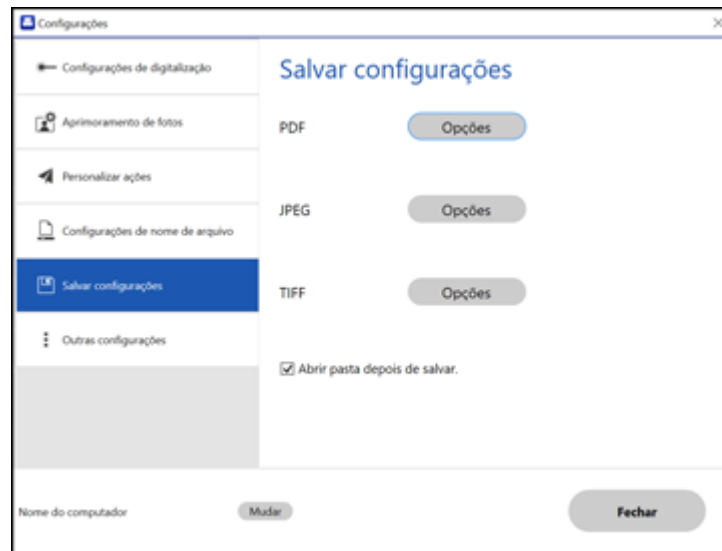 Configurações
Configurações de digitalização
Aprimoramento de fotos
Personalizar ações
Configurações de nome de arquivo
Salvar configurações
Outras configurações
Salvar configurações
PDF Opções
JPEG Opções
TIFF Opções
Abrir pasta depois de salvar.
Nome do computador Mudar Fechar